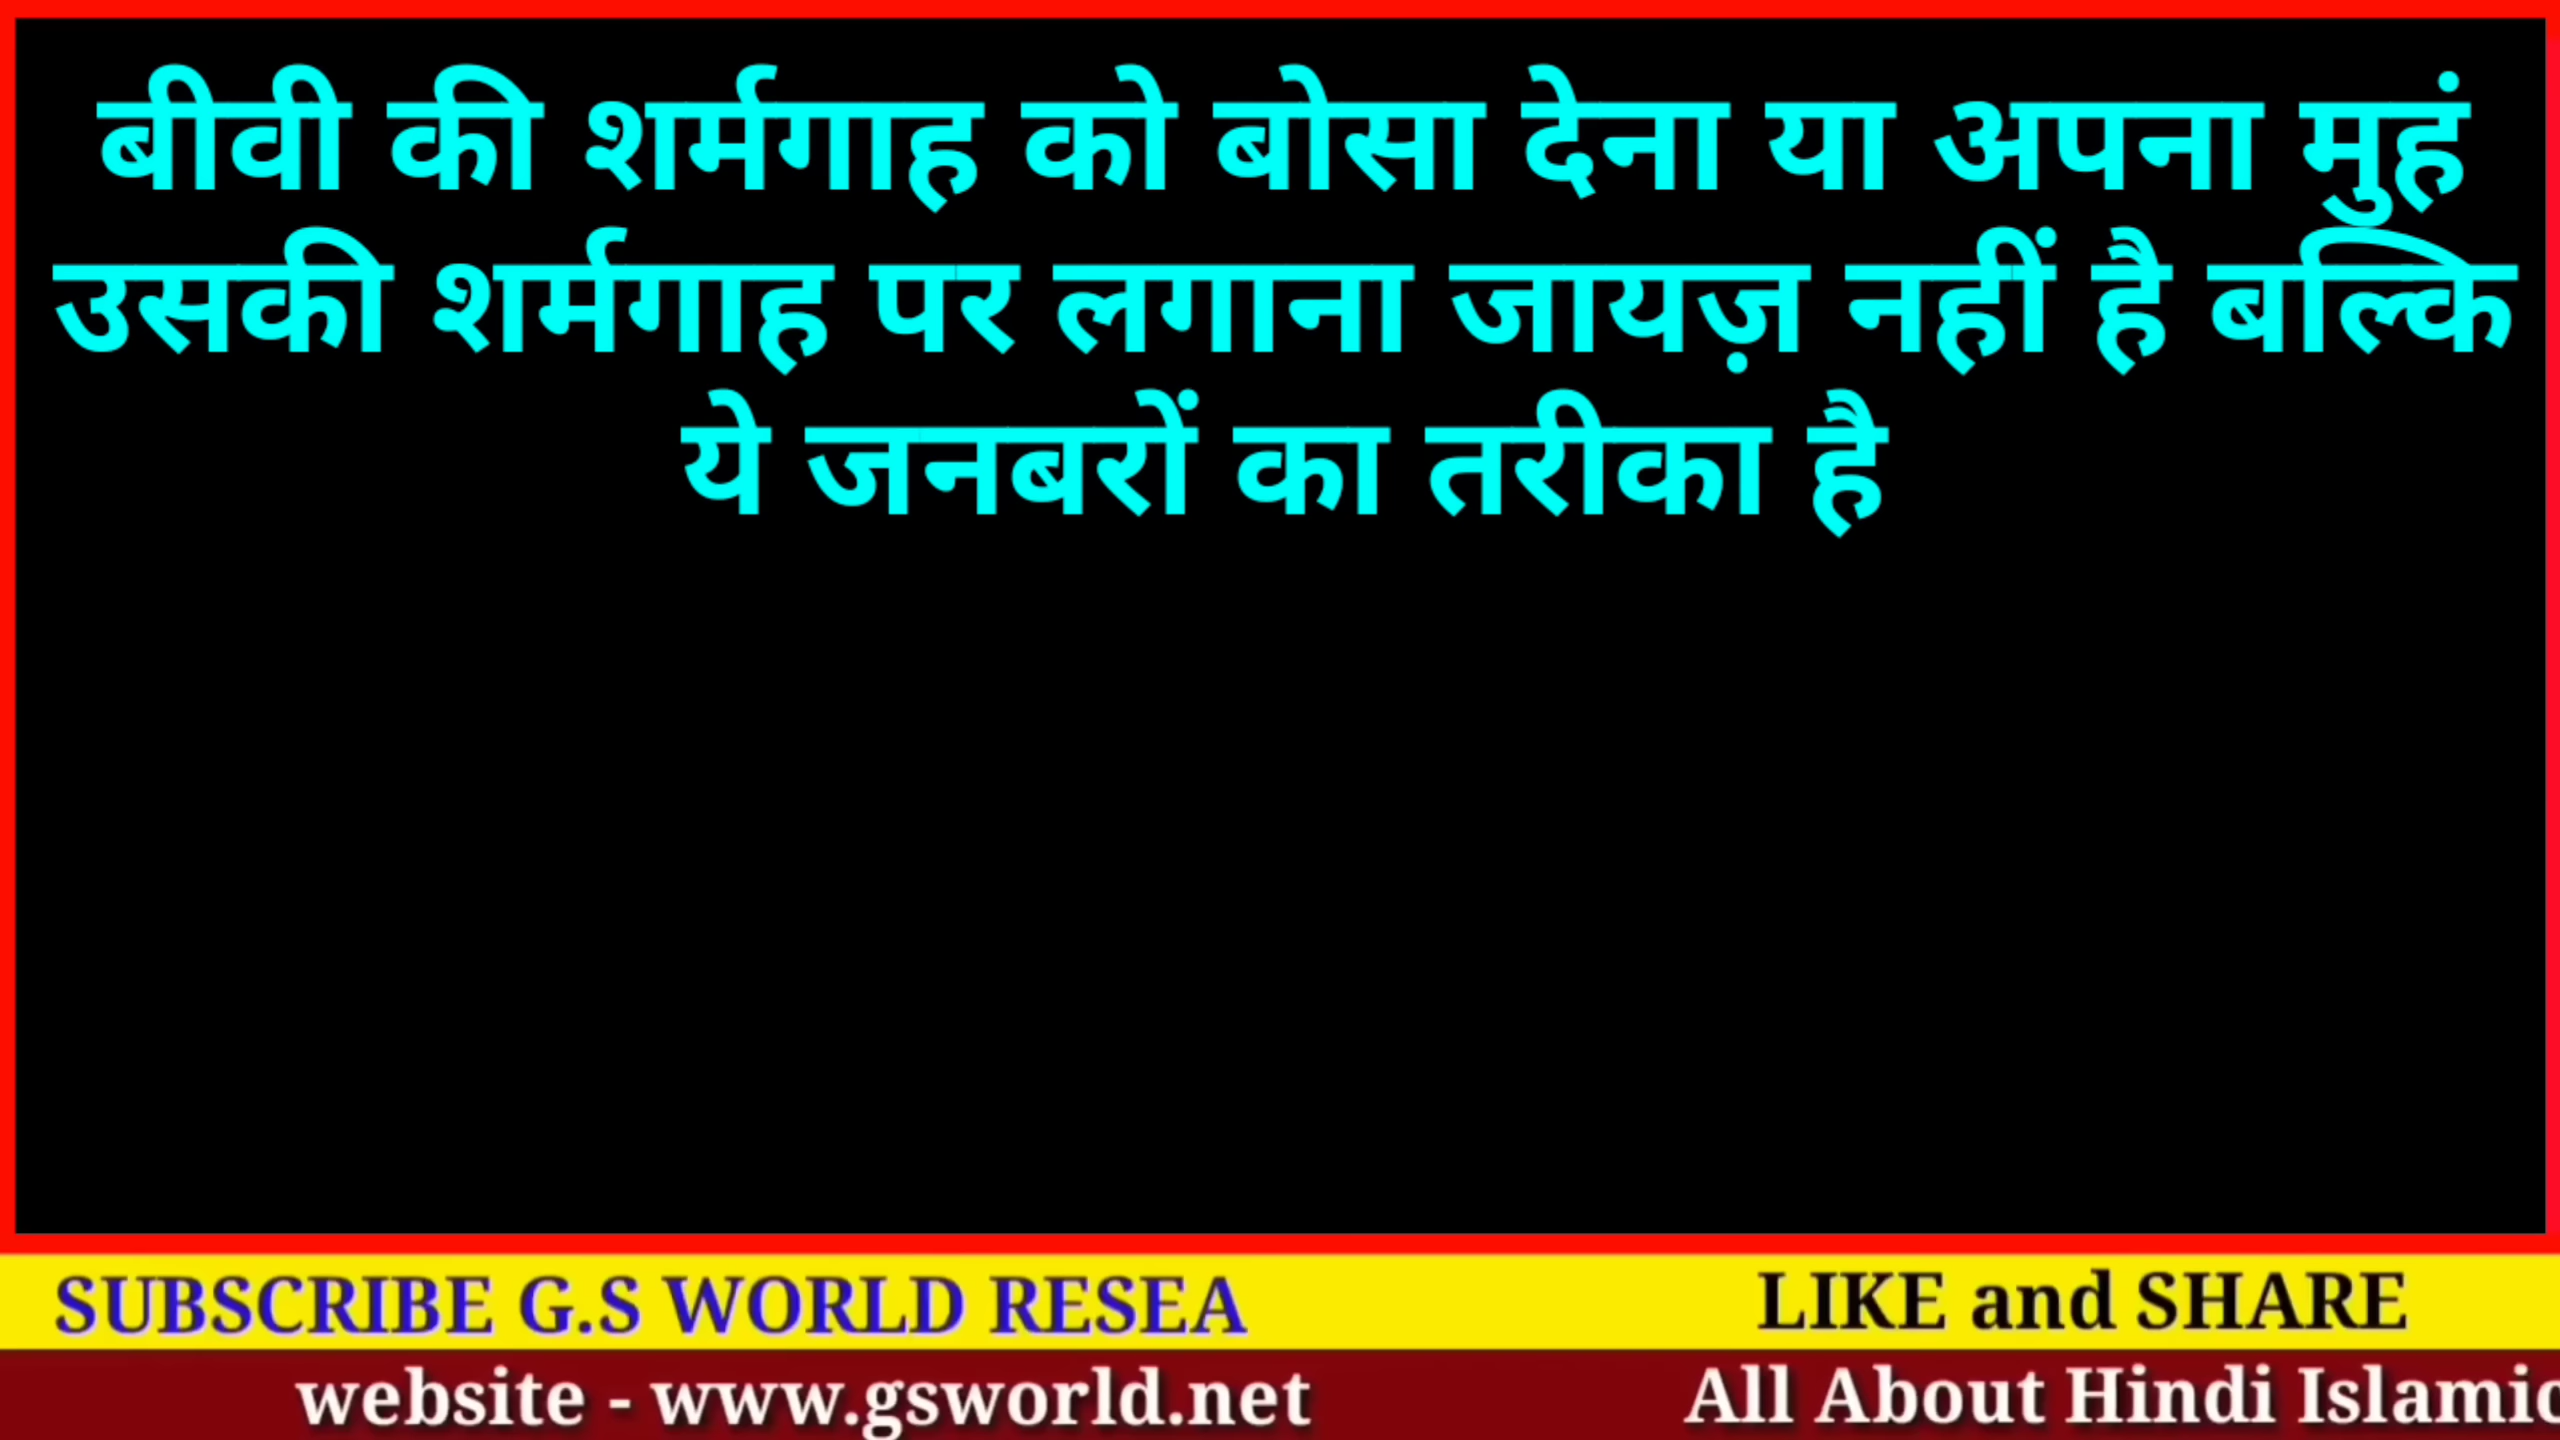 बीवी की शर्मगाह को बोसा देना या अपना मुहं
उसकी शर्मगाह पर लगाना जायज़ नहीं है बल्कि
ये जनबरों का तरीका है
SUBSCRIBE G.S WORLD RESEA
LIKE and SHARE
website - www.gsworld.net
All About Hindi Islamic